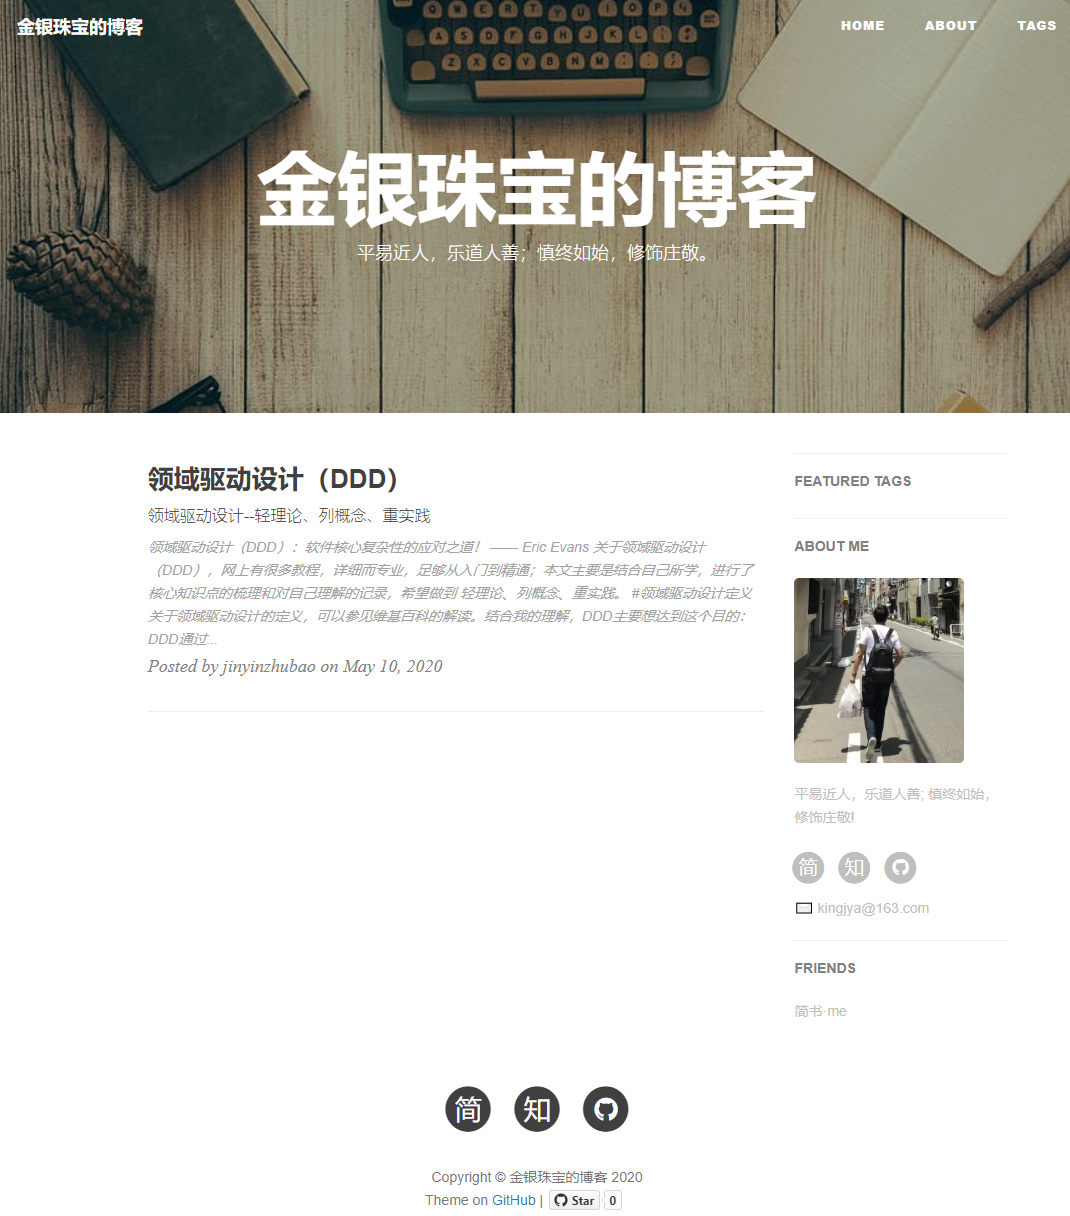 金银珠宝的博客
HOME ABOUT TAGS
金银珠宝的博客
平易近人，乐道人善；慎终如始，修饰庄敬。
领域驱动设计（DDD）
领域驱动设计--轻理论、列概念、重实践
领域驱动设计（DDD）：软件核心复杂性的应对之道！ —— Eric Evans 关于领域驱动设计
（DDD），网上有很多教程，详细而专业，足够从入门到精通；本文主要是结合自己所学，进行了
核心知识点的梳理和对自己理解的记录，希望做到 轻理论、列概念、重实践。 #领域驱动设计定义
关于领域驱动设计的定义，可以参见维基百科的解读。结合我的理解，DDD主要想达到这个目的：
DDD通过...
Posted by jinyinzhubao on May 10, 2020
FEATURED TAGS
ABOUT ME
平易近人，乐道人善; 慎终如始，
修饰庄敬!
简 知
kingjya@163.com
FRIENDS
简书·me
简 知
Copyright © 金银珠宝的博客 2020
Theme on GitHub | Star 0